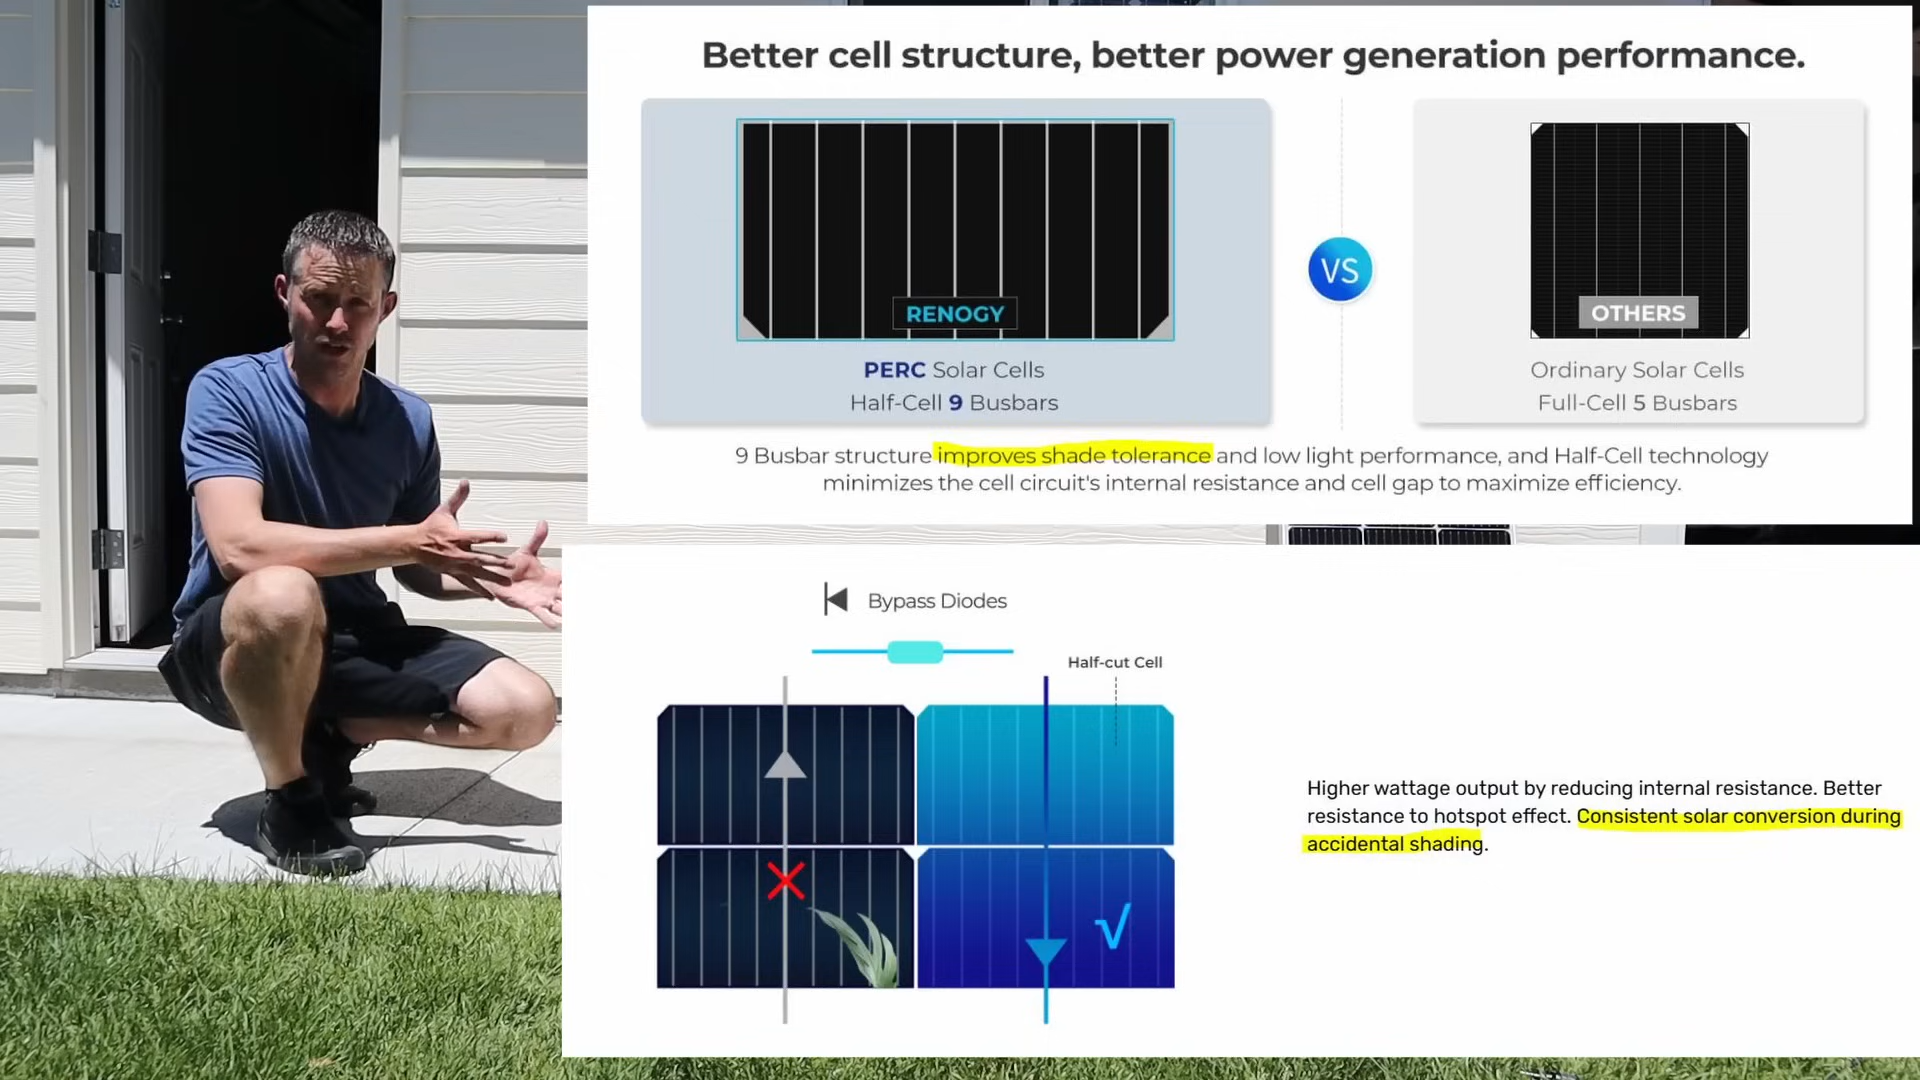 Better cell structure, better power generation performance.
RENOGY
VS
OTHERS
PERC Solar Cells
Half-Cell 9 Busbars
Ordinary Solar Cells
Full-Cell 5 Busbars
9 Busbar structure improves shade tolerance and low light performance, and Half-Cell technology
minimizes the cell circuit's internal resistance and cell gap to maximize efficiency.
Bypass Diodes
Half-cut Cell
Higher wattage output by reducing internal resistance. Better
resistance to hotspot effect. Consistent solar conversion during
accidental shading.